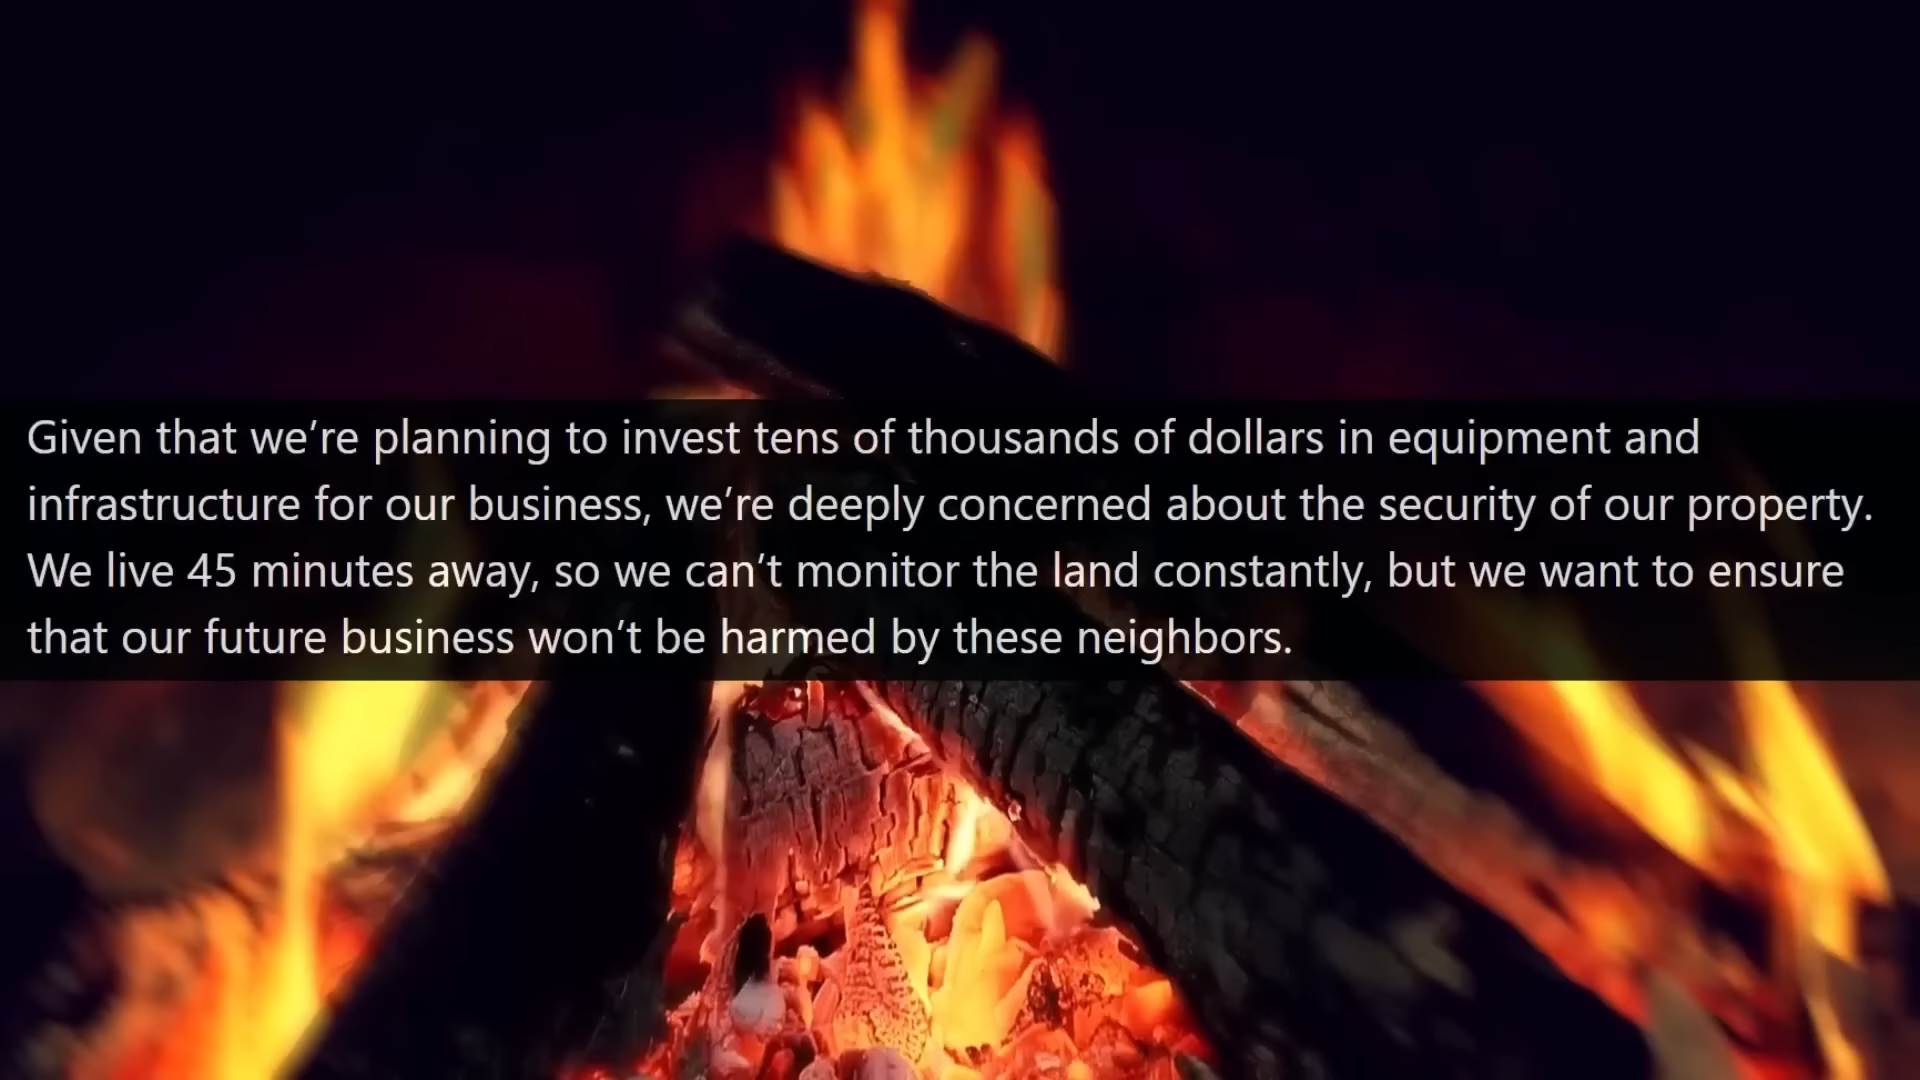 Given that we’re planning to invest tens of thousands of dollars in equipment and
infrastructure for our business, we’re deeply concerned about the security of our property.
We live 45 minutes away, so we can’t monitor the land constantly, but we want to ensure
that our future business won’t be harmed by these neighbors.